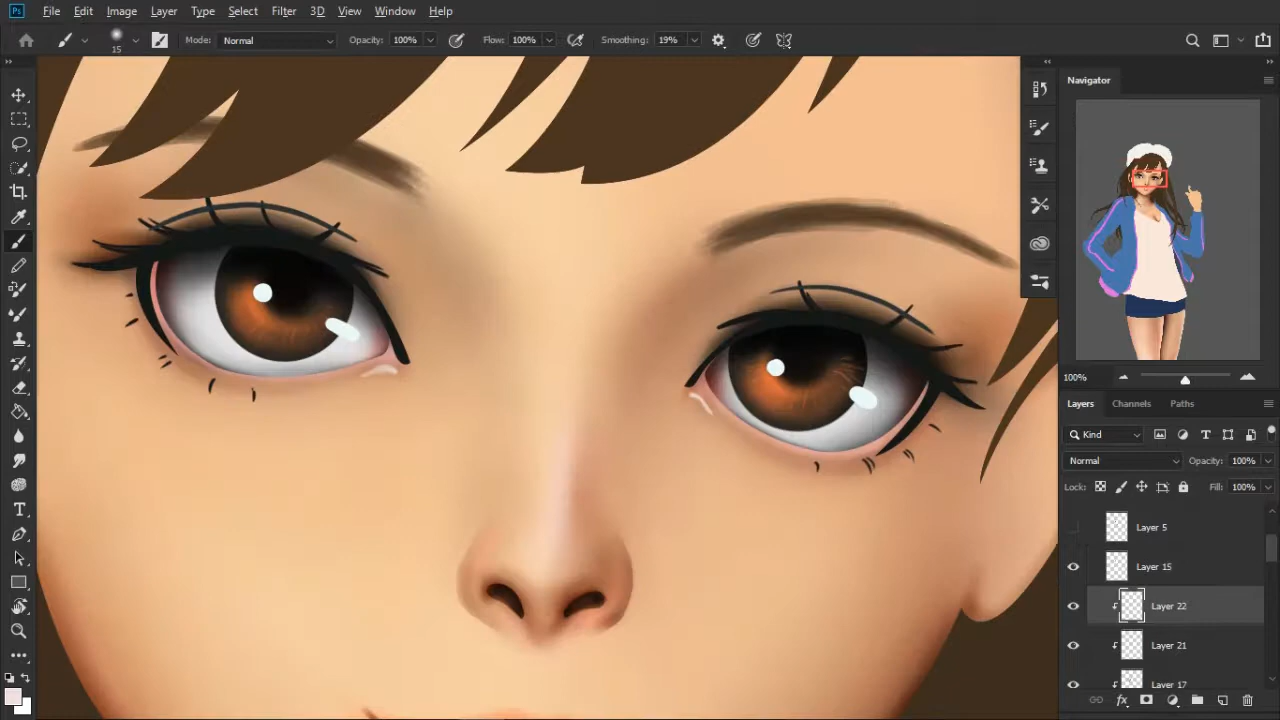 Ps File Edit Image Layer Type Select Filter 3D View Window Help
15 Mode: Normal Opacity: 100% Flow: 100% Smoothing: 19%
Navigator
100%
Layers Channels Paths
Kind
Normal Opacity: 100%
Lock: Fill: 100%
Layer 5
Layer 15
Layer 22
Layer 21
Layer 17
fx